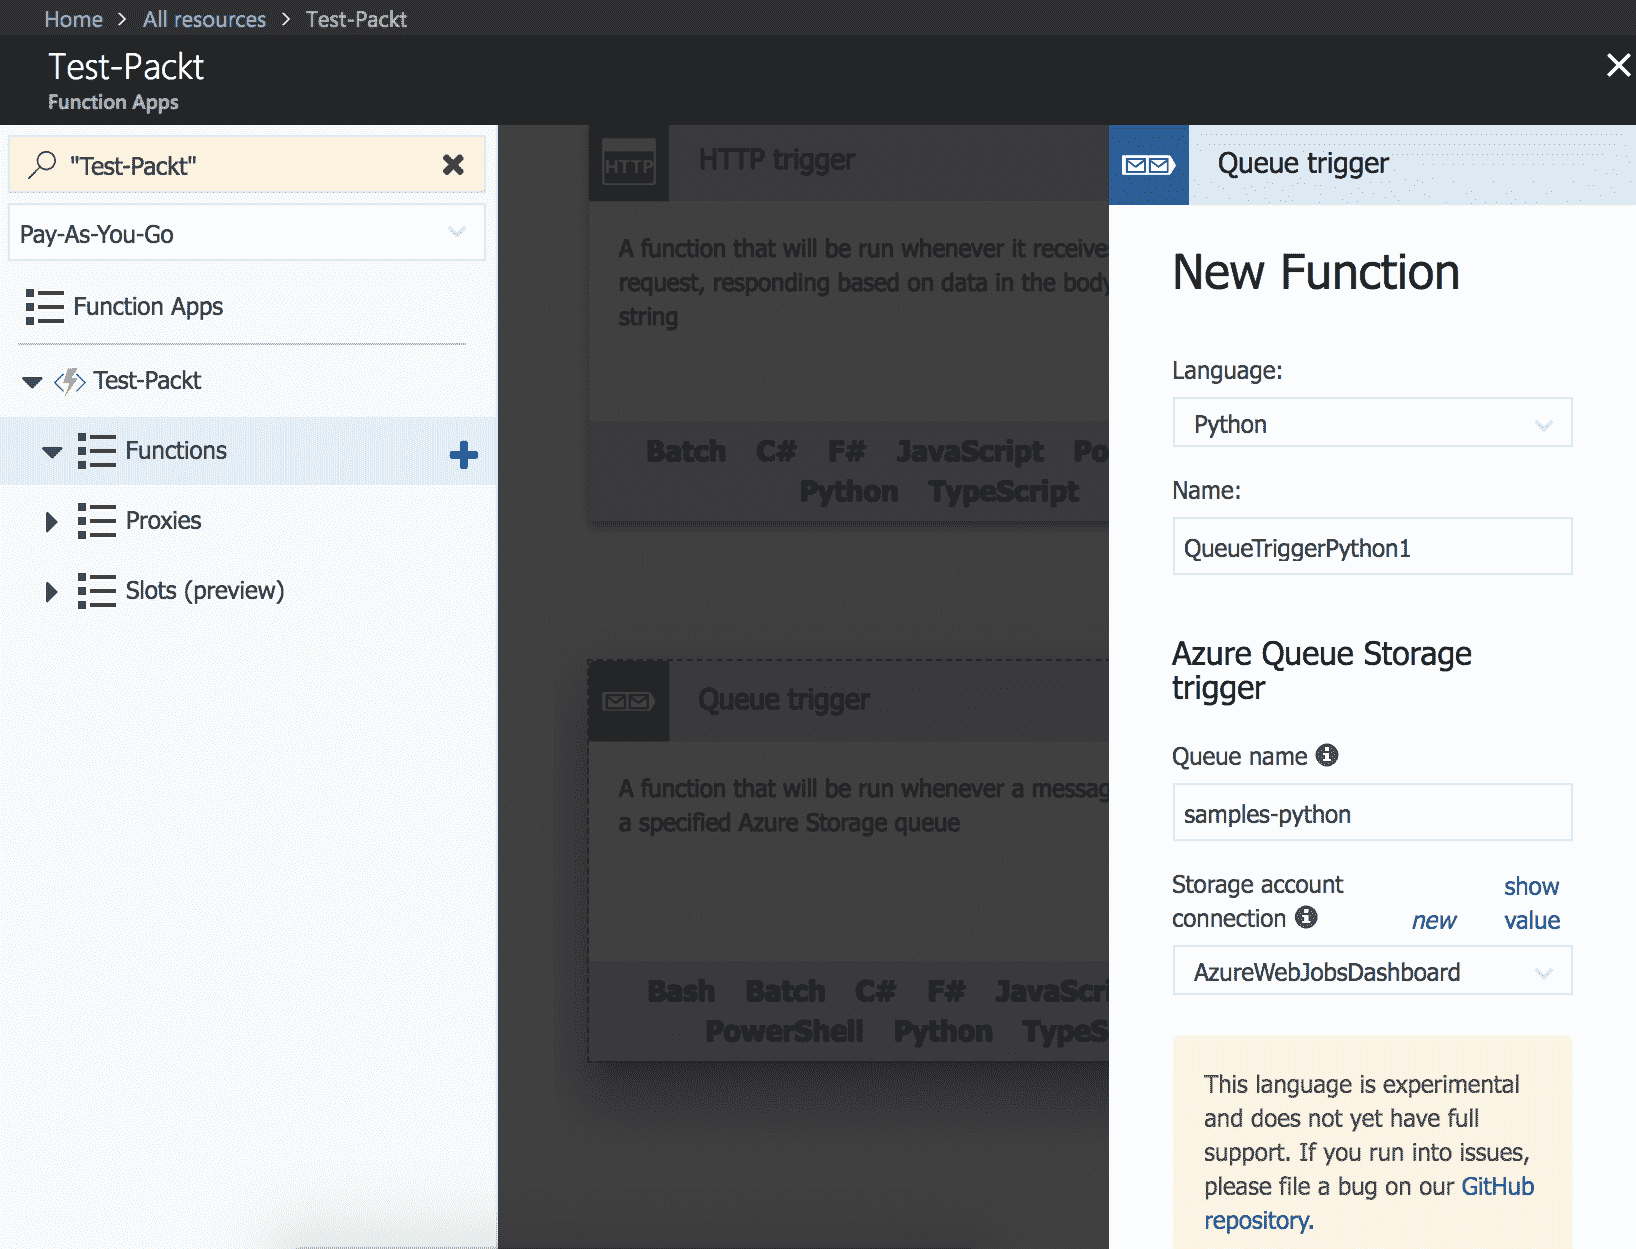 Home > All resources > Test-Packt
Test-Packt
Function Apps
"Test-Packt"
Pay-As-You-Go
Function Apps
Test-Packt
Functions
Proxies
Slots (preview)
HTTP
HTTP trigger
A function that will be run whenever it receives
request, responding based on data in the body
string
Batch C# F# JavaScript Po
Python TypeScript
Queue trigger
A function that will be run whenever a messag
a specified Azure Storage queue
Bash Batch C# F# JavaScri
PowerShell Python TypeS
Queue trigger
New Function
Language:
Python
Name:
QueueTriggerPython1
Azure Queue Storage
trigger
Queue name
samples-python
Storage account show
connection new value
AzureWebJobsDashboard
This language is experimental
and does not yet have full
support. If you run into issues,
please file a bug on our GitHub
repository.